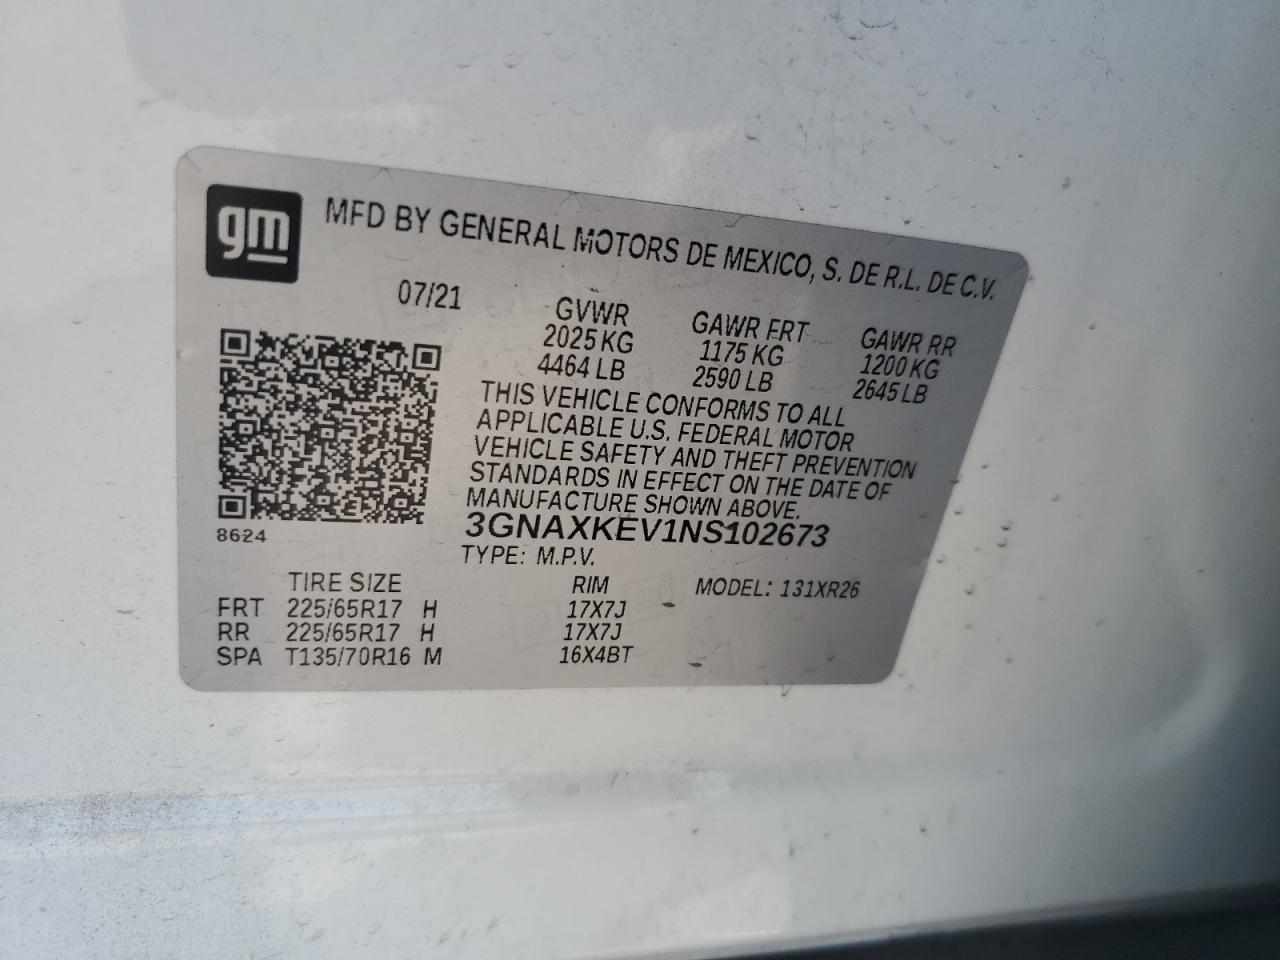 gm
MFD BY GENERAL MOTORS DE MEXICO, S. DE R.L. DE C.V.
07/21
GVWR GAWR FRT GAWR RR
2025 KG 1175 KG 1200 KG
4464 LB 2590 LB 2645 LB
THIS VEHICLE CONFORMS TO ALL
APPLICABLE U.S. FEDERAL MOTOR
VEHICLE SAFETY AND THEFT PREVENTION
STANDARDS IN EFFECT ON THE DATE OF
MANUFACTURE SHOWN ABOVE.
3GNAXKEV1NS102673
8624
TYPE: M.P.V.
TIRE SIZE RIM MODEL: 131XR26
FRT 225/65R17 H 17X7J
RR 225/65R17 H 17X7J
SPA T135/70R16 M 16X4BT